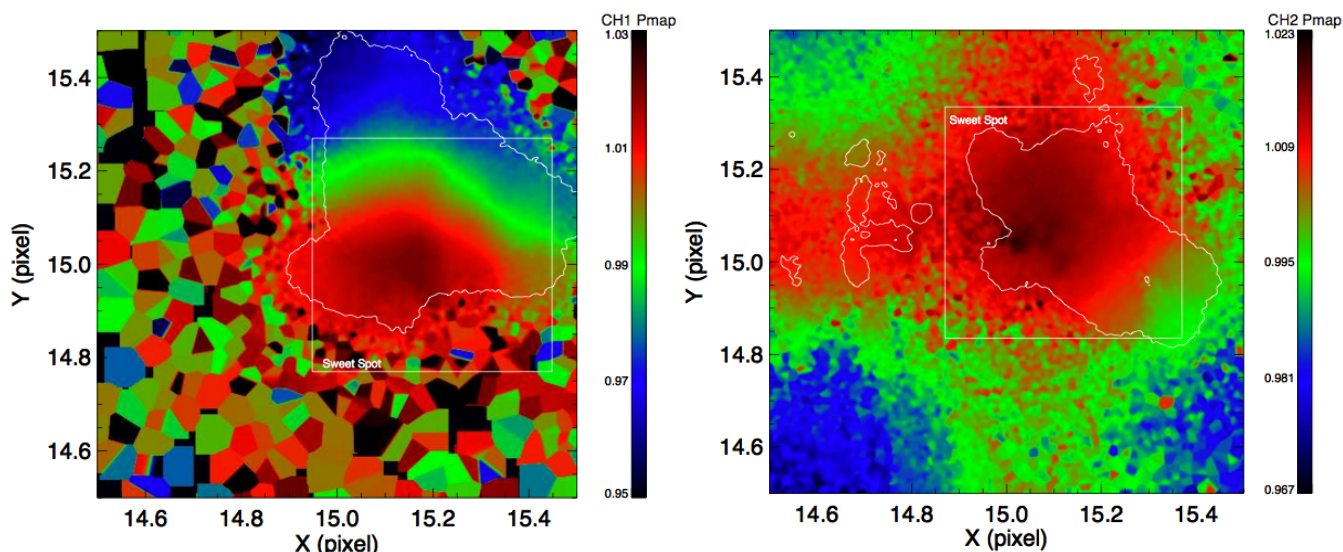 CH1 Pmap
1.03
1.01
0.99
0.97
0.95
15.4
15.2
15.0
14.8
14.6
Y (pixel)
Sweet Spot
14.6 14.8 15.0 15.2 15.4
X (pixel)
CH2 Pmap
1.023
1.009
0.995
0.981
0.967
15.4
15.2
15.0
14.8
14.6
Y (pixel)
Sweet Spot
14.6 14.8 15.0 15.2 15.4
X (pixel)